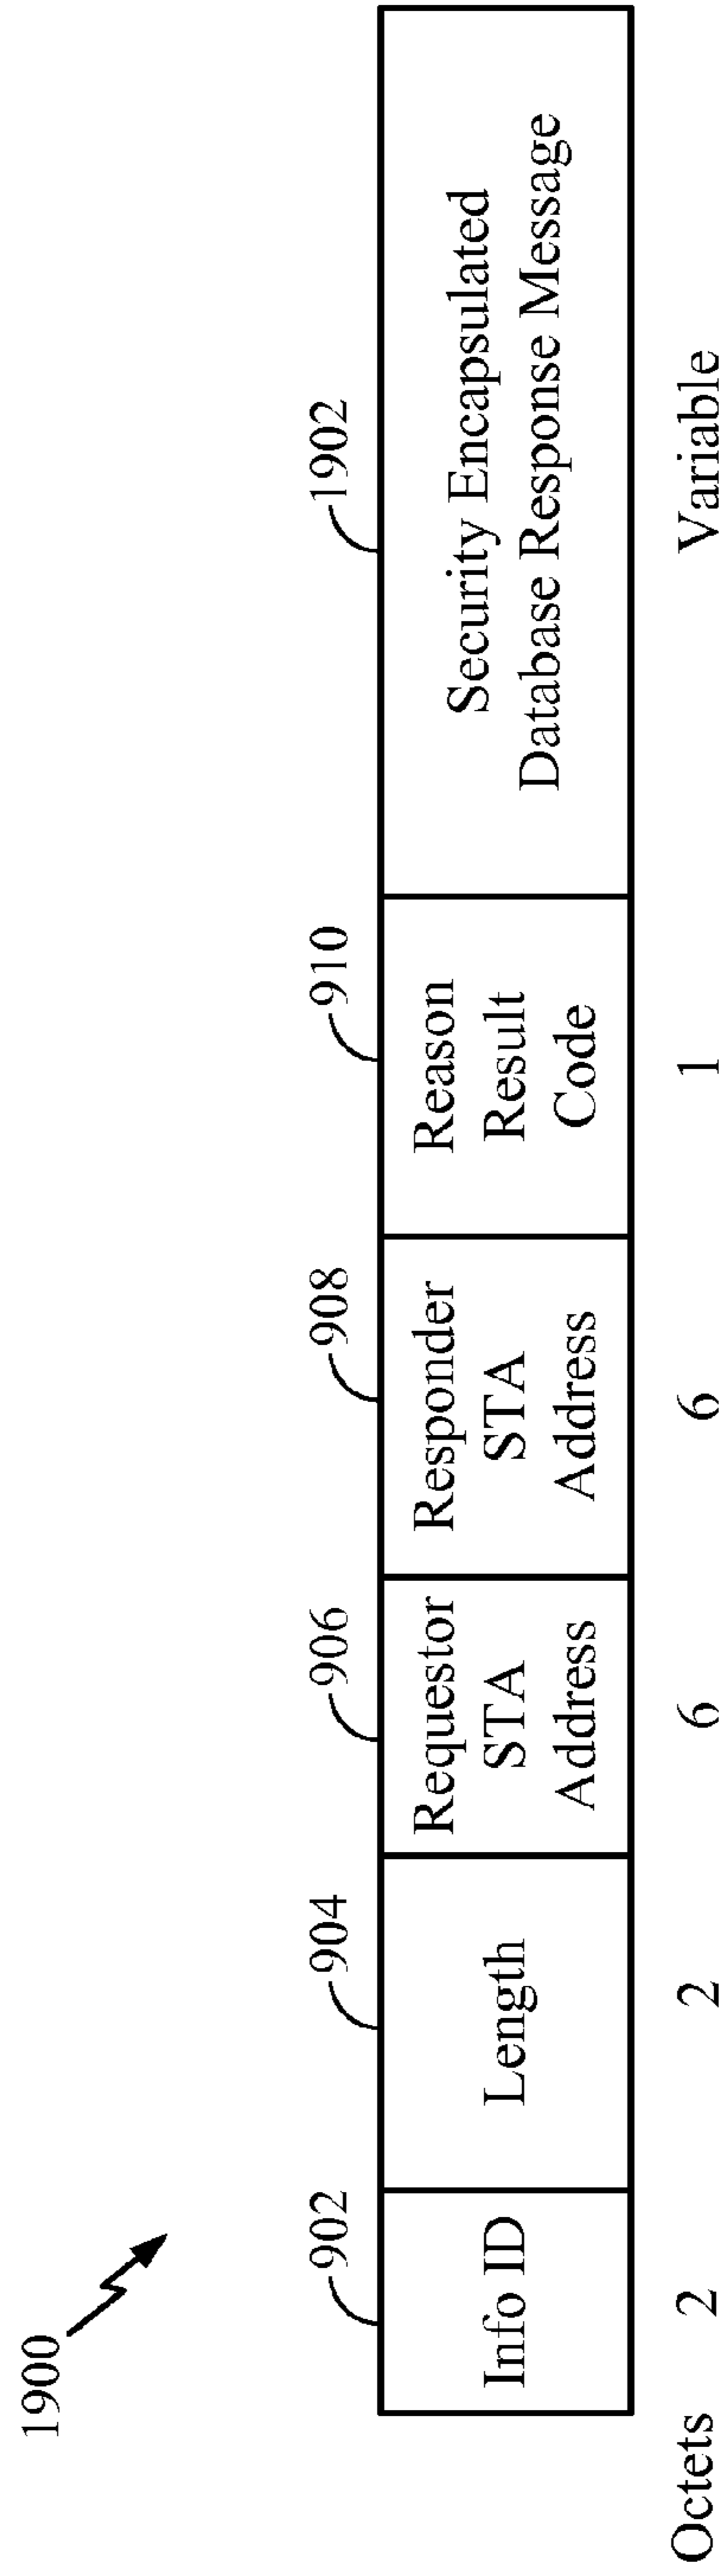 1900
902
904
906
908
910
1902
Info ID
Length
Requestor
STA
Address
Responder
STA
Address
Reason
Result
Code
Security Encapsulated
Database Response Message
Octets
2
2
6
6
1
Variable